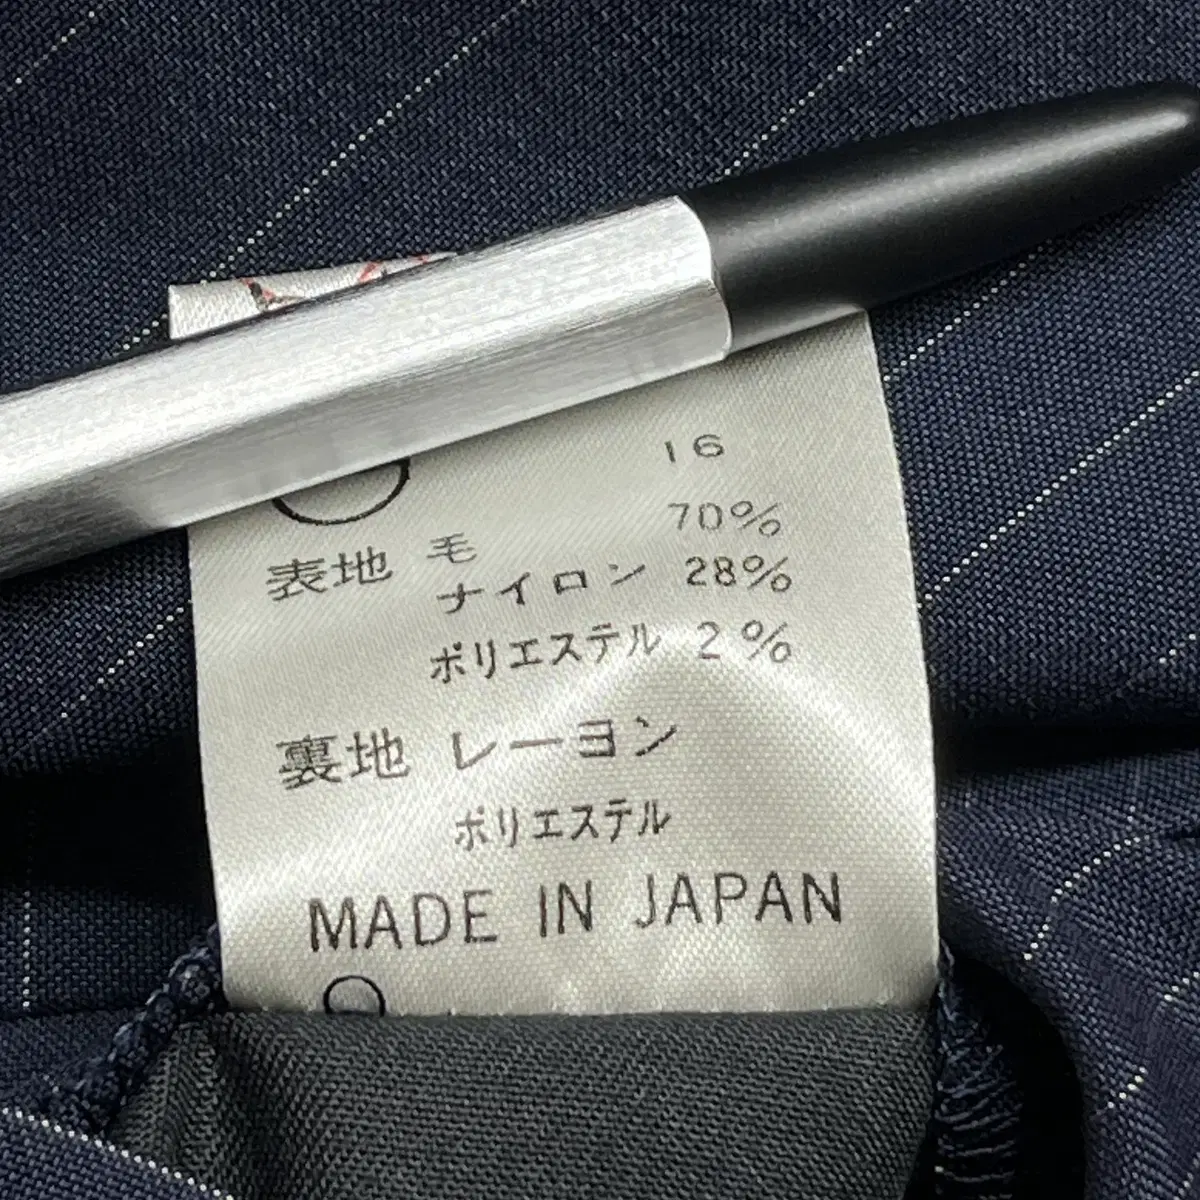 16
表地 毛 70%
ナイロン 28%
ポリエステル 2%
裏地 レーヨン
ポリエステル
MADE IN JAPAN